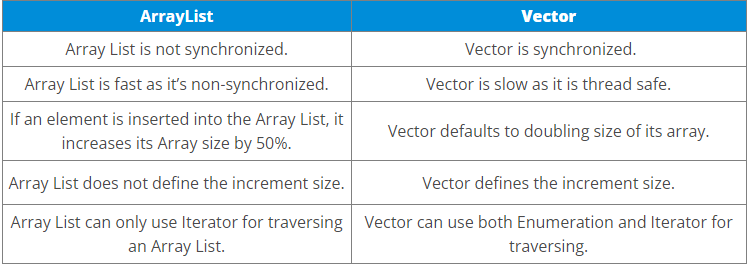 ArrayList Vector
Array List is not synchronized. Vector is synchronized.
Array List is fast as it’s non-synchronized. Vector is slow as it is thread safe.
If an element is inserted into the Array List, it
increases its Array size by 50%.
Vector defaults to doubling size of its array.
Array List does not define the increment size. Vector defines the increment size.
Array List can only use Iterator for traversing
an Array List.
Vector can use both Enumeration and Iterator for
traversing.